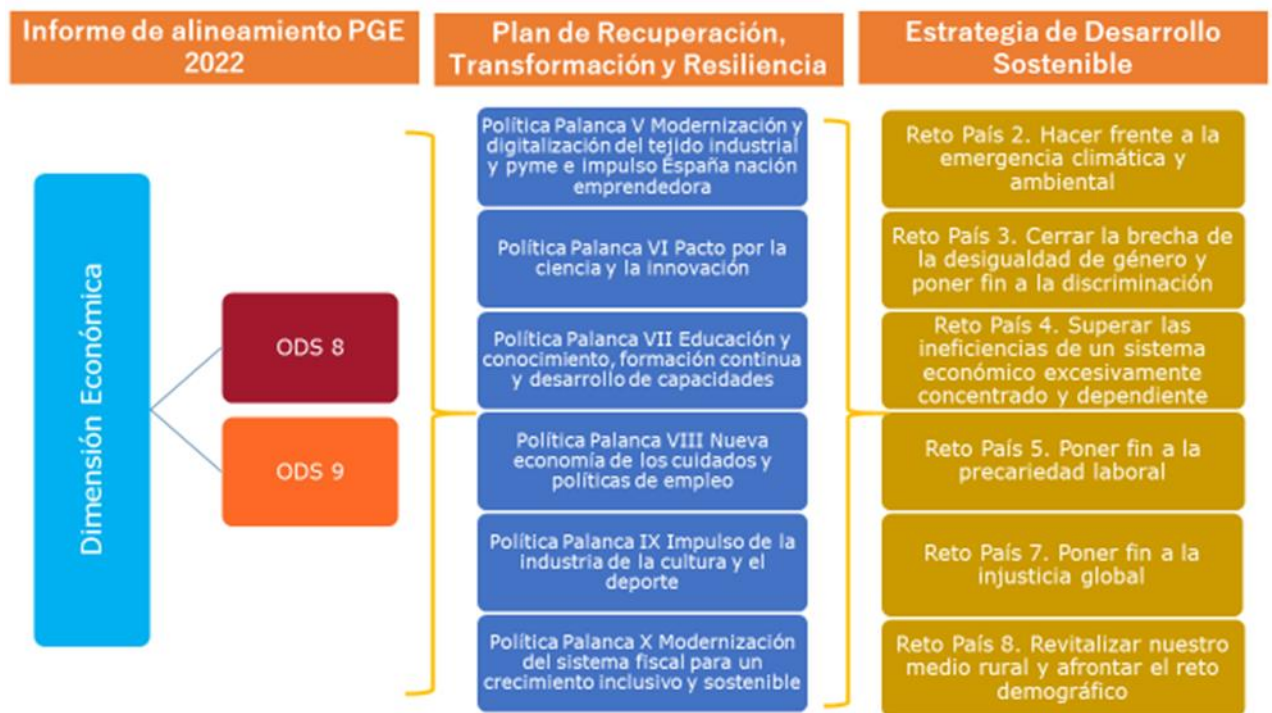 Informe de alineamiento PGE
2022
Plan de Recuperación,
Transformación y Resiliencia
Estrategia de Desarrollo
Sostenible
Dimensión Económica
ODS 8
ODS 9
Política Palanca V Modernización y
digitalización del tejido industrial
y pyme e impulso España nación
emprendedora
Política Palanca VI Pacto por la
ciencia y la innovación
Política Palanca VII Educación y
conocimiento, formación continua
y desarrollo de capacidades
Política Palanca VIII Nueva
economía de los cuidados y
políticas de empleo
Política Palanca IX Impulso de la
industria de la cultura y el
deporte
Política Palanca X Modernización
del sistema fiscal para un
crecimiento inclusivo y sostenible
Reto País 2. Hacer frente a la
emergencia climática y
ambiental
Reto País 3. Cerrar la brecha de
la desigualdad de género y
poner fin a la discriminación
Reto País 4. Superar las
ineficiencias de un sistema
económico excesivamente
concentrado y dependiente
Reto País 5. Poner fin a la
precariedad laboral
Reto País 7. Poner fin a la
injusticia global
Reto País 8. Revitalizar nuestro
medio rural y afrontar el reto
demográfico